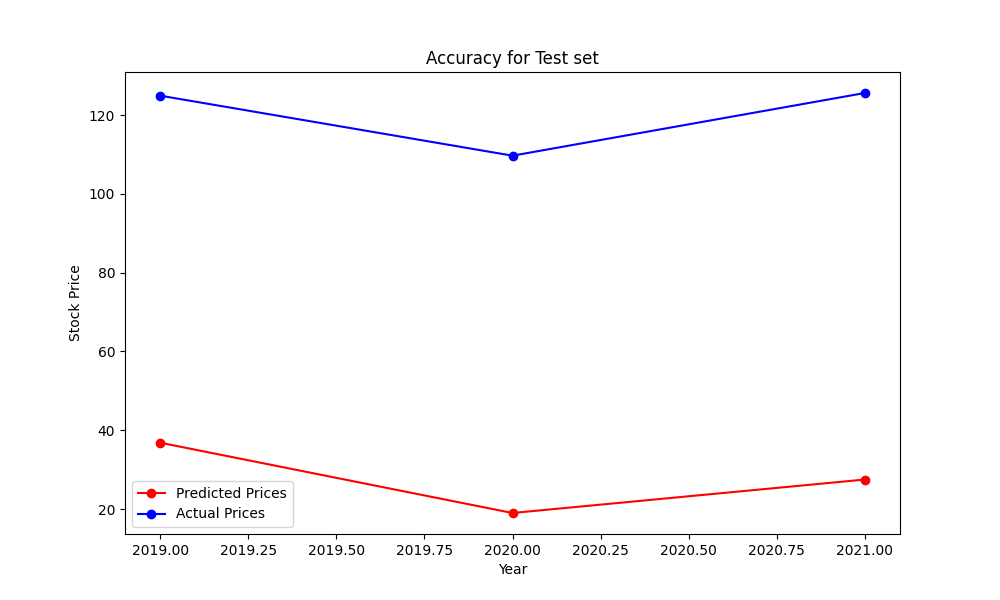 Accuracy for Test set
Stock Price
120
100
80
60
40
20
Predicted Prices
Actual Prices
2019.00 2019.25 2019.50 2019.75 2020.00 2020.25 2020.50 2020.75 2021.00
Year